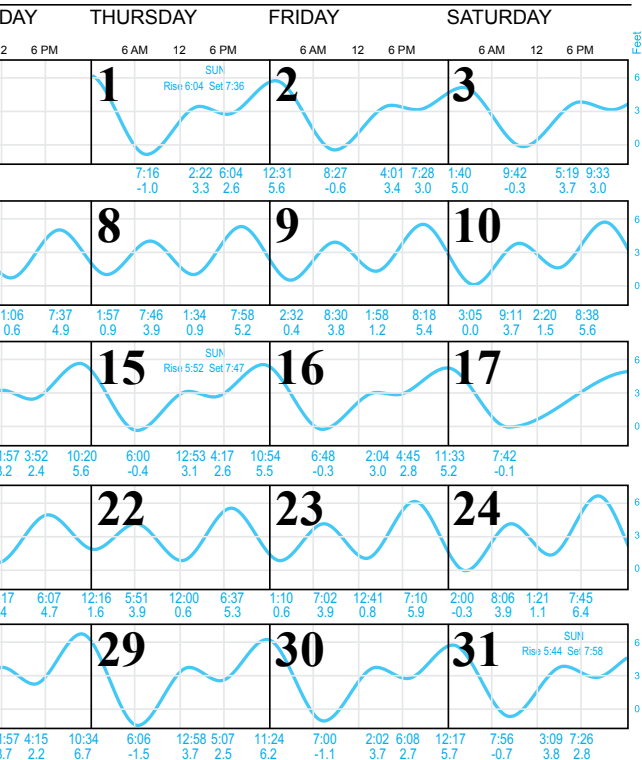 DAY THURSDAY FRIDAY SATURDAY
2 6 PM 6 AM 12 6 PM 6 AM 12 6 PM 6 AM 12 6 PM
Feet
1 SUN 2 3 6
Rise 6:04 Set 7:36
3
0
7:16 2:22 6:04 12:31 8:27 4:01 7:28 1:40 9:42 5:19 9:33
-1.0 3.3 2.6 5.6 -0.6 3.4 3.0 5.0 -0.3 3.7 3.0
8 9 10 6
3
0
1:06 7:37 1:57 7:46 1:34 7:58 2:32 8:30 1:58 8:18 3:05 9:11 2:20 8:38
0.6 4.9 0.9 3.9 0.9 5.2 0.4 3.8 1.2 5.4 0.0 3.7 1.5 5.6
15 SUN 16 17 6
Rise 5:52 Set 7:47
3
0
:57 3:52 10:20 6:00 12:53 4:17 10:54 6:48 2:04 4:45 11:33 7:42
.2 2.4 5.6 -0.4 3.1 2.6 5.5 -0.3 3.0 2.8 5.2 -0.1
22 23 24 6
3
0
:17 6:07 12:16 5:51 12:00 6:37 1:10 7:02 12:41 7:10 2:00 8:06 1:21 7:45
4 4.7 1.6 3.9 0.6 5.3 0.6 3.9 0.8 5.9 -0.3 3.9 1.1 6.4
29 30 31 SUN 6
Rise 5:44 Set 7:58
3
0
:57 4:15 10:34 6:06 12:58 5:07 11:24 7:00 2:02 6:08 12:17 7:56 3:09 7:26
.7 2.2 6.7 -1.5 3.7 2.5 6.2 -1.1 3.7 2.7 5.7 -0.7 3.8 2.8